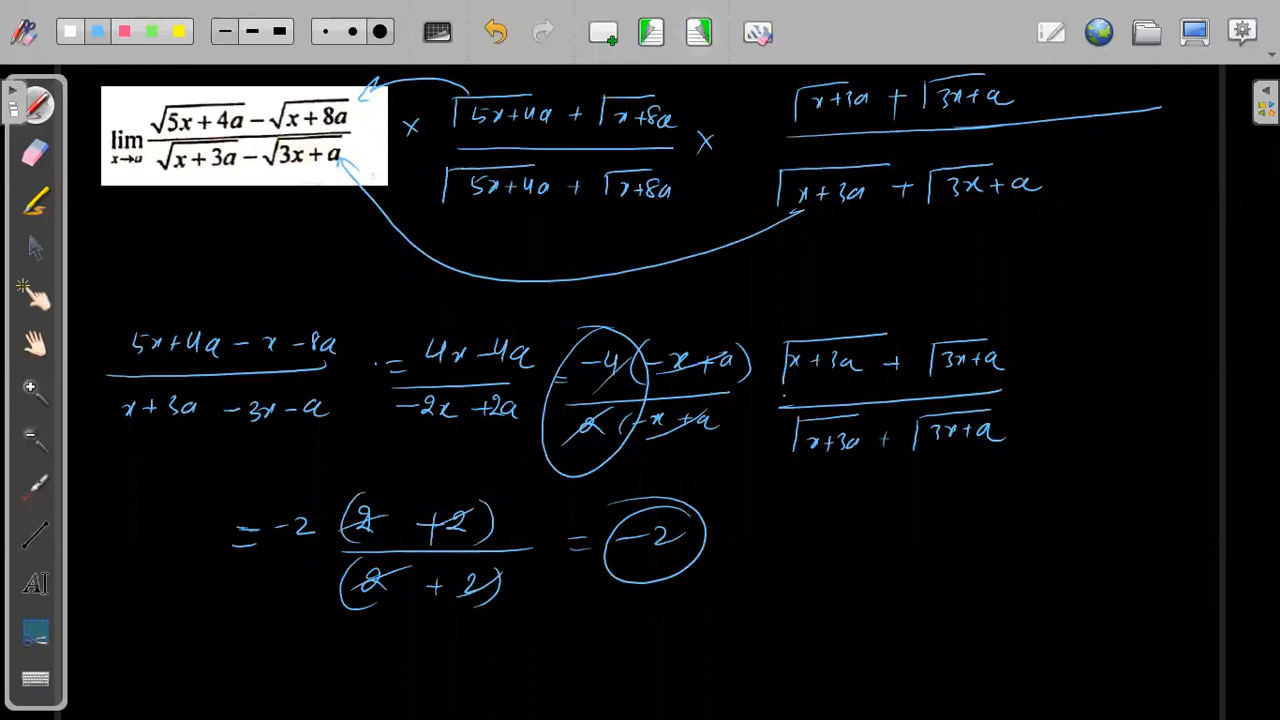 lim x→a (√(5x + 4a) − √(x + 8a)) / (√(x + 3a) − √(3x + a)) × (√(5x+4a) + √(x+8a)) / (√(5x+4a) + √(x+8a)) × (√(x+3a) + √(3x+a)) / (√(x+3a) + √(3x+a))
(5x+4a − x − 8a) / (x + 3a − 3x − a) = (4x − 4a) / (−2x + 2a) = −4(−x+a) / 2(−x+a) (√(x+3a) + √(3x+a)) / (√(x+3a) + √(3x+a))
= −2 (2 + 2) / (2 + 2) = −2